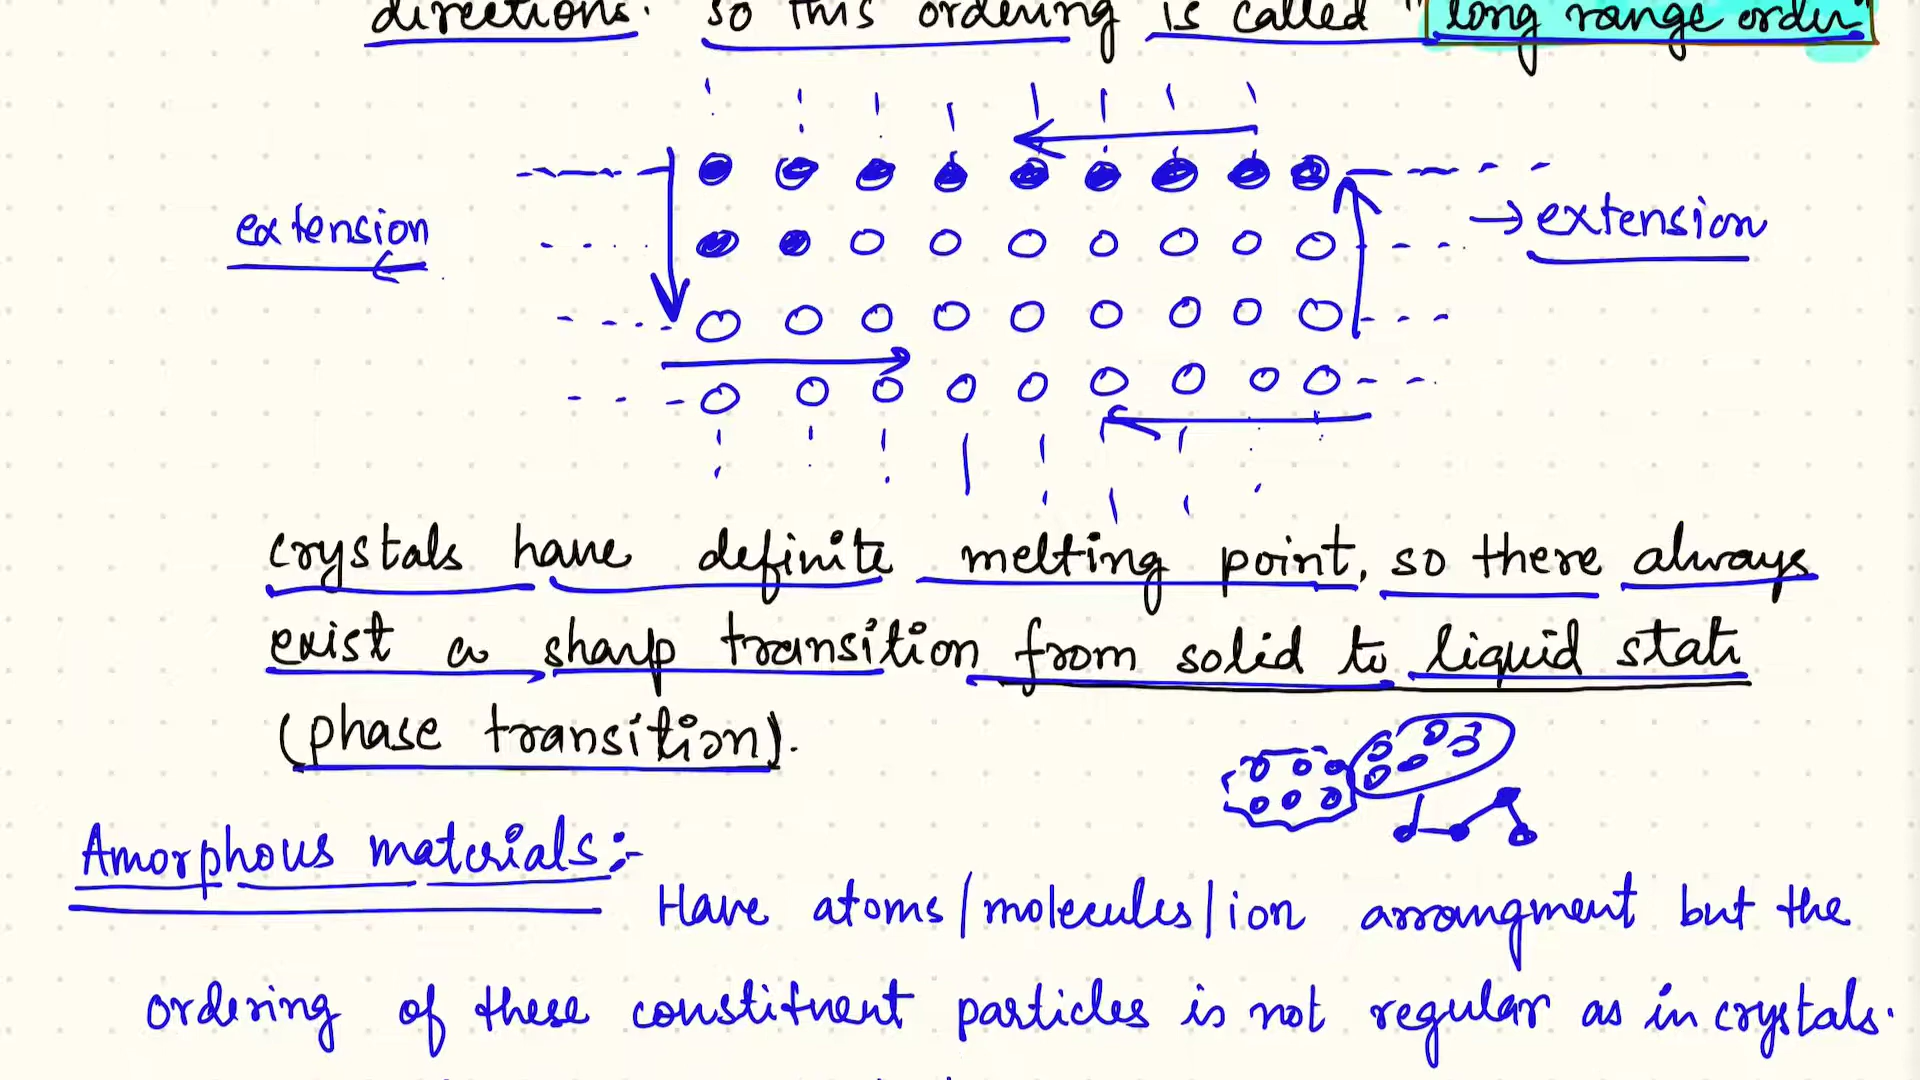 directions. so this ordering is called "long range order"
extension
→ extension
crystals have definite melting point, so there always
exist a sharp transition from solid to liquid state
(phase transition).
Amorphous materials :-
Have atoms/molecules/ion arrangment but the
ordering of these constituent particles is not regular as in crystals.